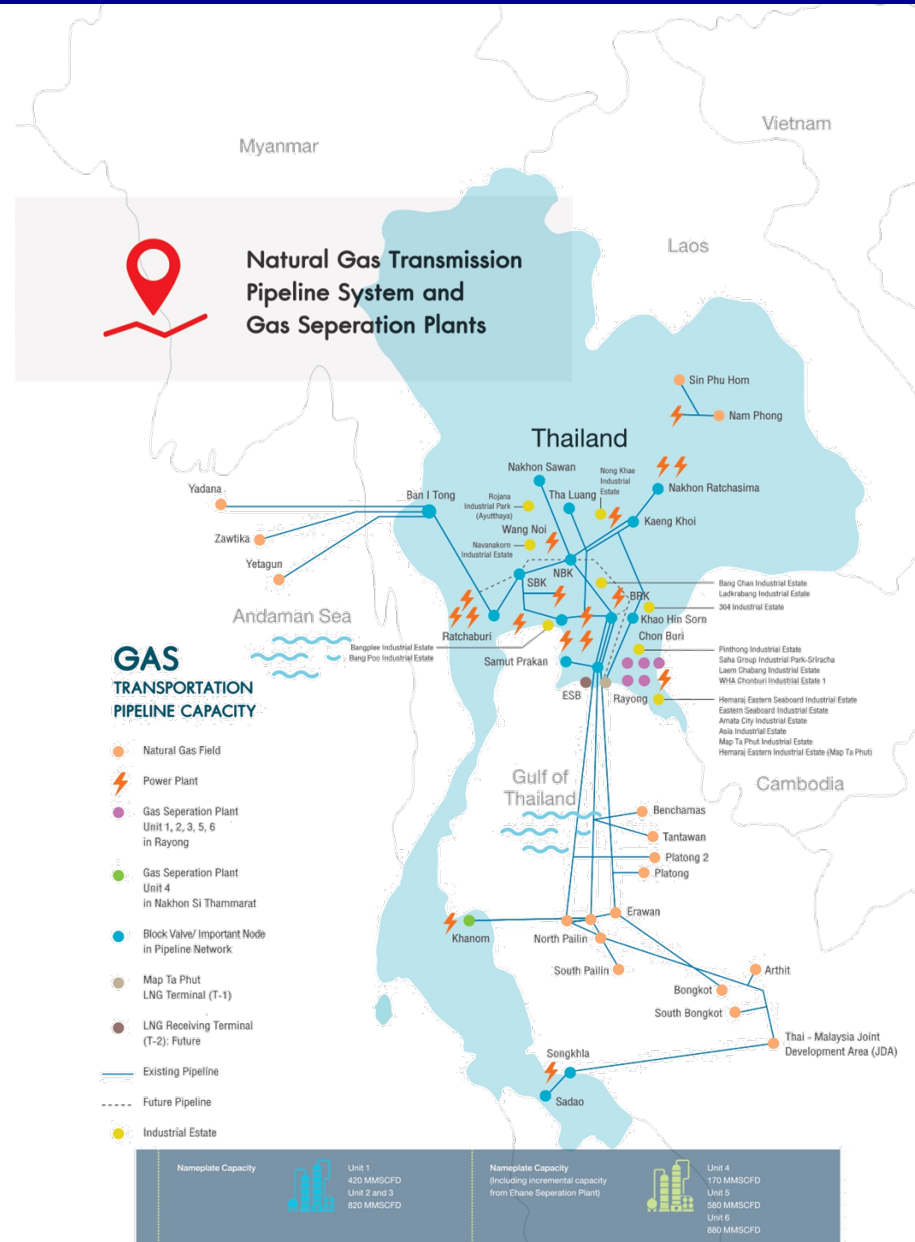 Myanmar
Vietnam
Laos
Natural Gas Transmission
Pipeline System and
Gas Seperation Plants
Sin Phu Hom
Nam Phong
Thailand
Nakhon Sawan
Nong Khae
Industrial
Estate
Nakhon Ratchasima
Tha Luang
Rojana
Industrial Park
(Ayutthaya)
Kaeng Khoi
Wang Noi
Navanakorn
Industrial Estate
NBK
SBK
BRK
Yadana
Ban I Tong
Zawtika
Yetagun
Andaman Sea
Ratchaburi
Bangplee Industrial Estate
Bang Poo Industrial Estate
Samut Prakan
Khao Hin Sorn
Chon Buri
ESB
Rayong
Bang Chan Industrial Estate
Ladkrabang Industrial Estate
304 Industrial Estate
Pinthong Industrial Estate
Saha Group Industrial Park-Sriracha
Laem Chabang Industrial Estate
WHA Chonburi Industrial Estate 1
Hemaraj Eastern Seaboard Industrial Estate
Eastern Seaboard Industrial Estate
Amata City Industrial Estate
Asia Industrial Estate
Map Ta Phut Industrial Estate
Hemaraj Eastern Industrial Estate (Map Ta Phut)
Cambodia
Gulf of
Thailand
Benchamas
Tantawan
Platong 2
Platong
Erawan
Khanom
North Pailin
South Pailin
Arthit
Bongkot
South Bongkot
Thai - Malaysia Joint
Development Area (JDA)
Songkhla
Sadao
GAS
TRANSPORTATION
PIPELINE CAPACITY
Natural Gas Field
Power Plant
Gas Seperation Plant
Unit 1, 2, 3, 5, 6
in Rayong
Gas Seperation Plant
Unit 4
in Nakhon Si Thammarat
Block Valve/ Important Node
in Pipeline Network
Map Ta Phut
LNG Terminal (T-1)
LNG Receiving Terminal
(T-2): Future
Existing Pipeline
Future Pipeline
Industrial Estate
Nameplate Capacity
Unit 1
420 MMSCFD
Unit 2 and 3
820 MMSCFD
Nameplate Capacity
(Including incremental capacity
from Ehane Seperation Plant)
Unit 4
170 MMSCFD
Unit 5
580 MMSCFD
Unit 6
880 MMSCFD